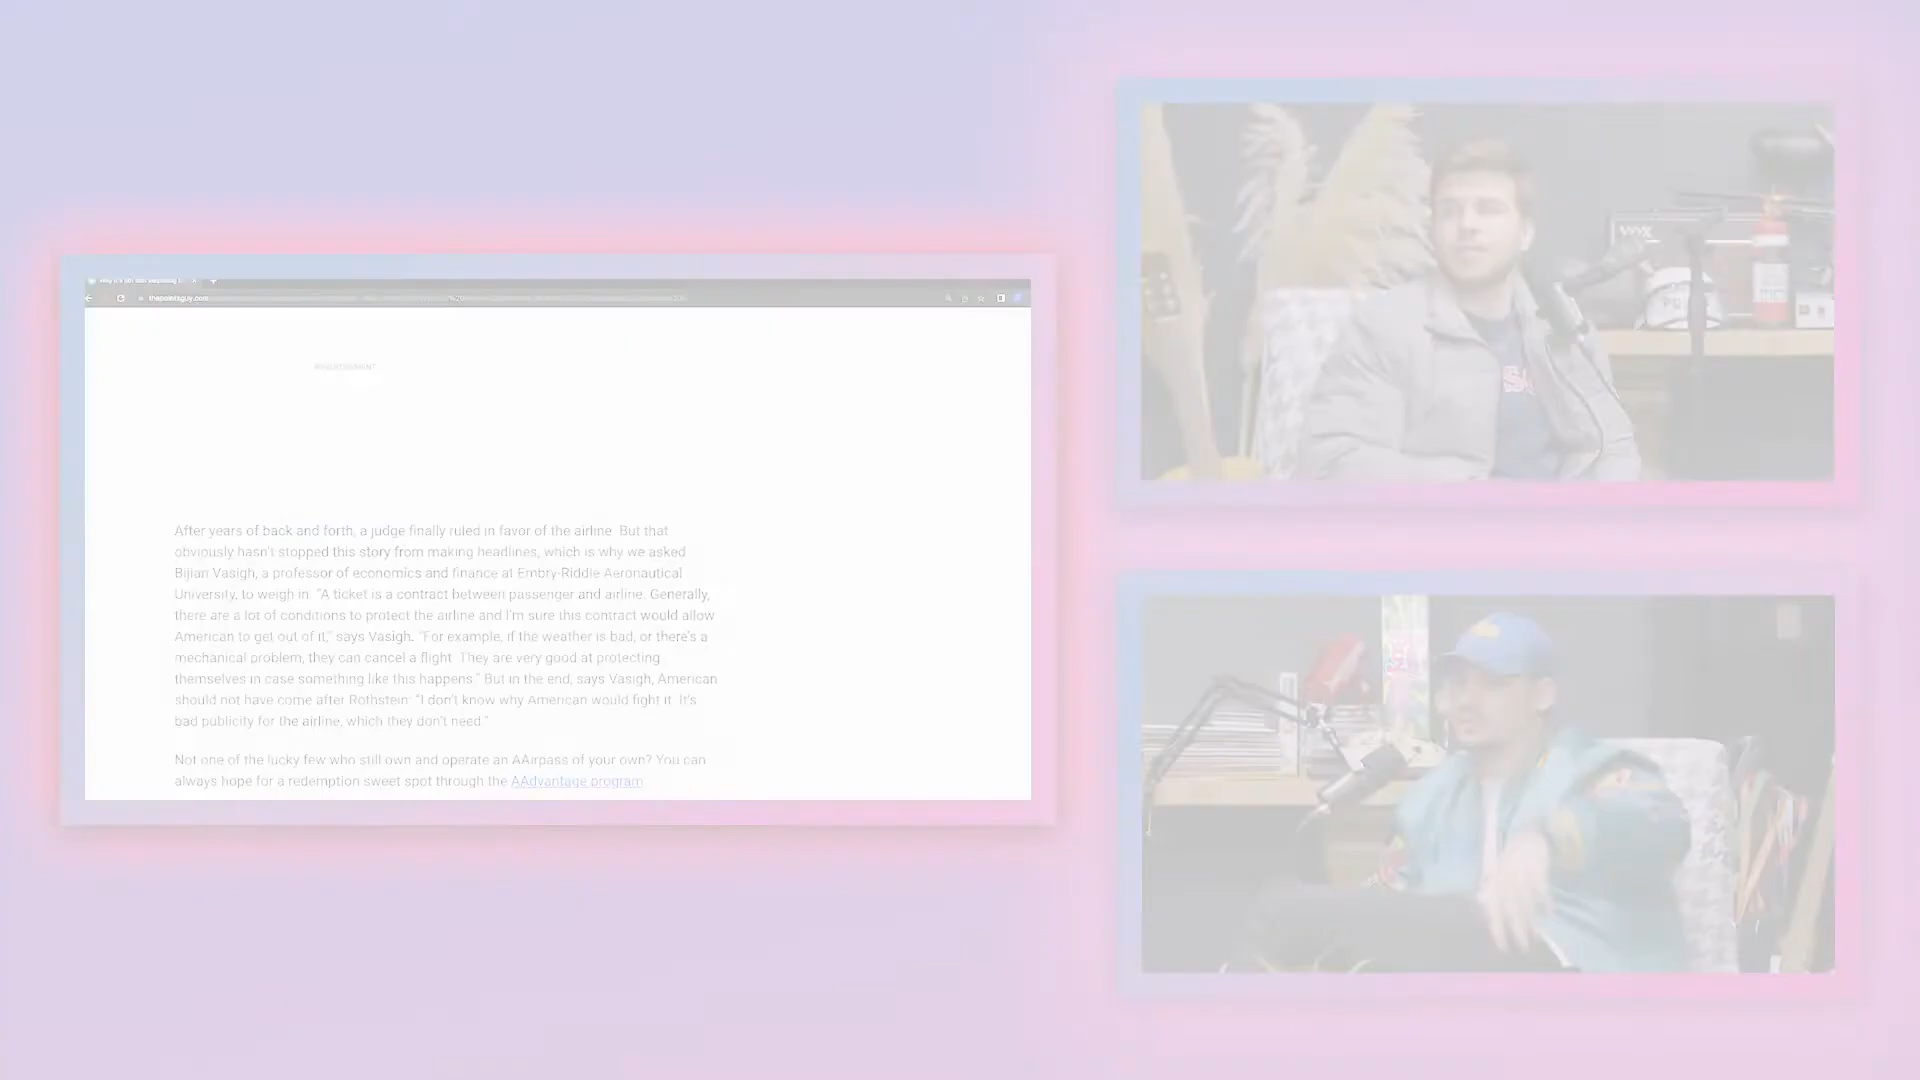 thepointsguy.com
ADVERTISEMENT
After years of back and forth, a judge finally ruled in favor of the airline. But that
obviously hasn't stopped this story from making headlines, which is why we asked
Bijian Vasigh, a professor of economics and finance at Embry-Riddle Aeronautical
University, to weigh in. "A ticket is a contract between passenger and airline. Generally,
there are a lot of conditions to protect the airline and I'm sure this contract would allow
American to get out of it," says Vasigh. "For example, if the weather is bad, or there's a
mechanical problem, they can cancel a flight. They are very good at protecting
themselves in case something like this happens." But in the end, says Vasigh, American
should not have come after Rothstein: "I don't know why American would fight it. It's
bad publicity for the airline, which they don't need."
Not one of the lucky few who still own and operate an AAirpass of your own? You can
always hope for a redemption sweet spot through the AAdvantage program.
VOX